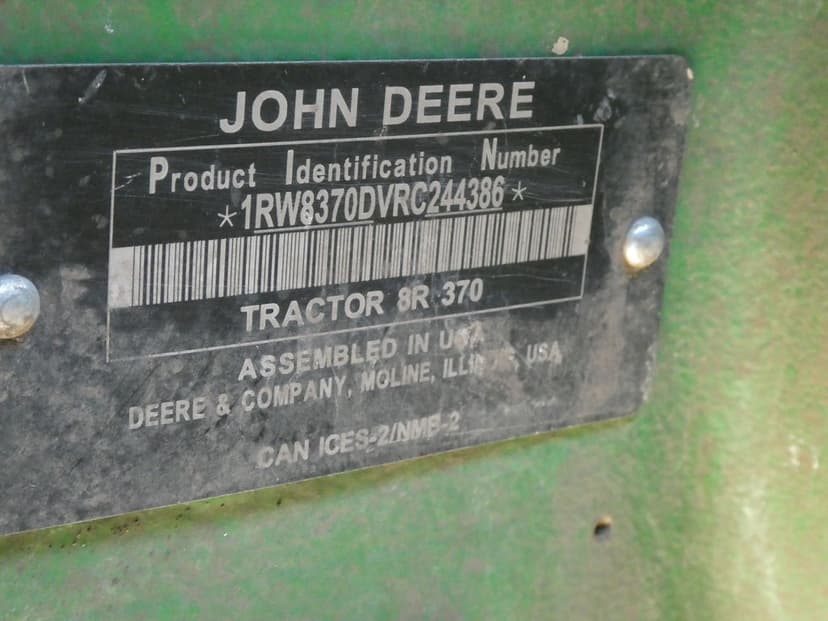 JOHN DEERE
Product Identification Number
*1RW8370DVRC244386*
TRACTOR 8R 370
ASSEMBLED IN USA
DEERE & COMPANY, MOLINE, ILLINOIS, USA
CAN ICES-2/NMB-2